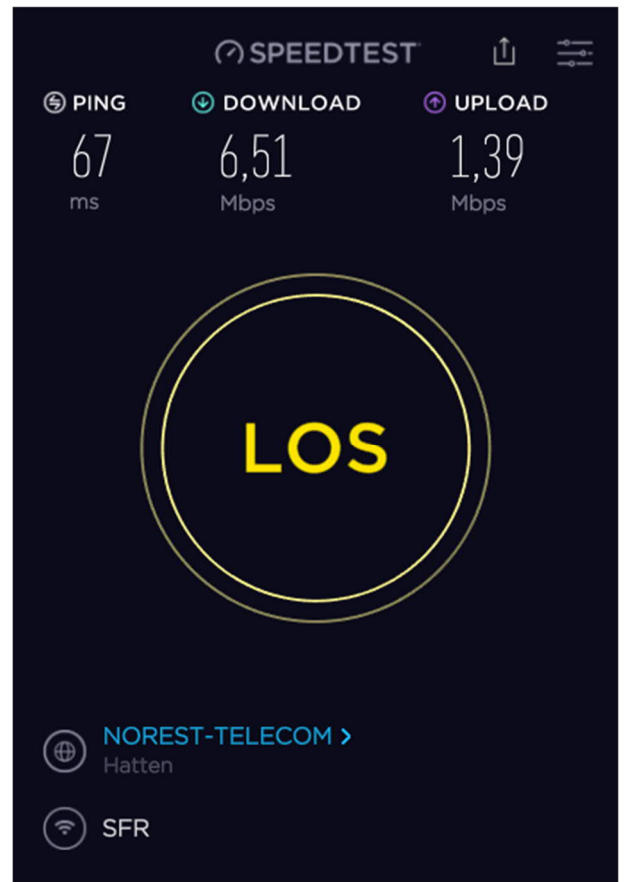 SPEEDTEST
PING DOWNLOAD UPLOAD
67 6,51 1,39
ms Mbps Mbps
LOS
NOREST-TELECOM >
Hatten
SFR